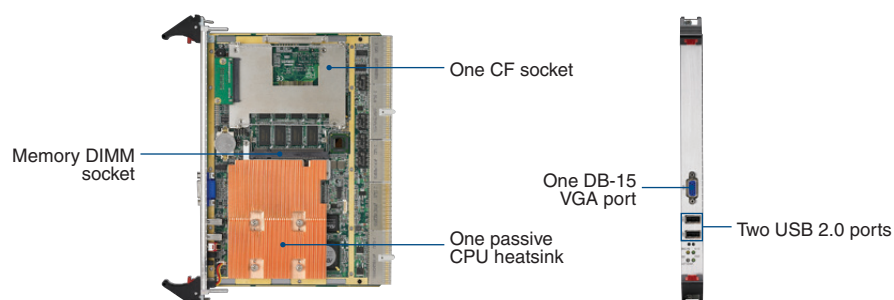 One CF socket
Memory DIMM
socket
One passive
CPU heatsink
One DB-15
VGA port
Two USB 2.0 ports